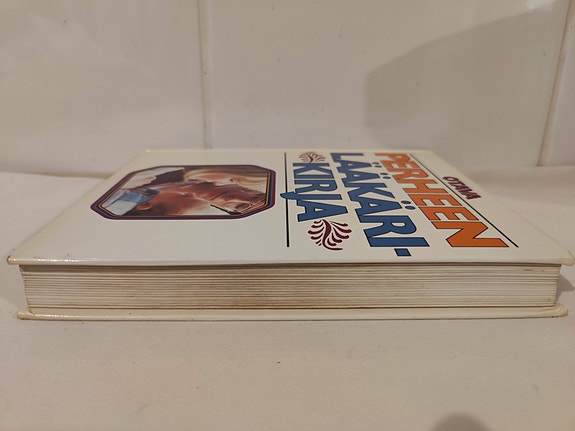 OTAVA
PERHEEN
LÄÄKÄRI-
KIRJA